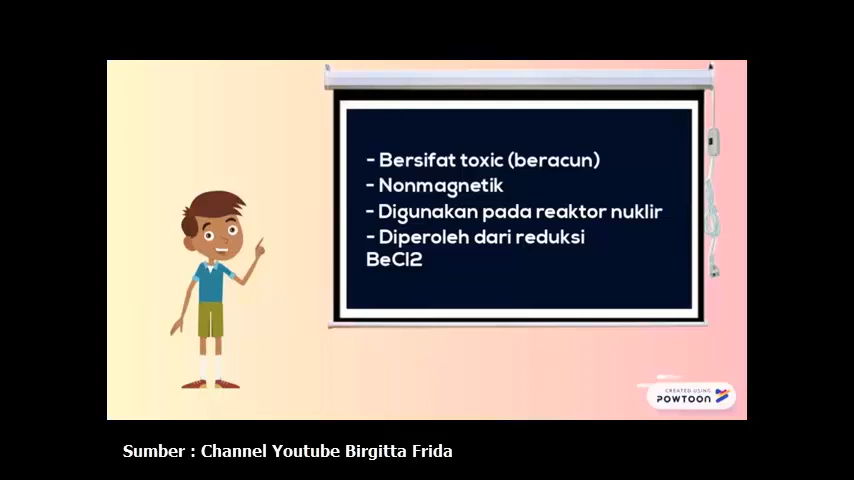 - Bersifat toxic (beracun)
- Nonmagnetik
- Digunakan pada reaktor nuklir
- Diperoleh dari reduksi
BeCl2
CREATED USING
POWTOON
Sumber : Channel Youtube Birgitta Frida